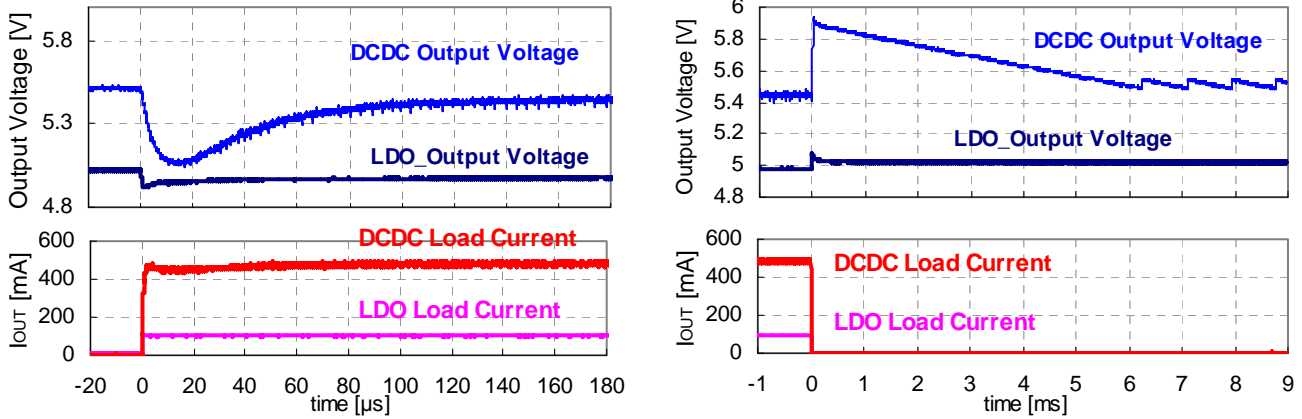 Output Voltage [V]
5.8
5.3
4.8
DCDC Output Voltage
LDO_Output Voltage
IOUT [mA]
600
400
200
0
DCDC Load Current
LDO Load Current
-20 0 20 40 60 80 100 120 140 160 180
time [µs]
Output Voltage [V]
6
5.8
5.6
5.4
5.2
5
4.8
DCDC Output Voltage
LDO_Output Voltage
IOUT [mA]
600
400
200
0
DCDC Load Current
LDO Load Current
-1 0 1 2 3 4 5 6 7 8 9
time [ms]